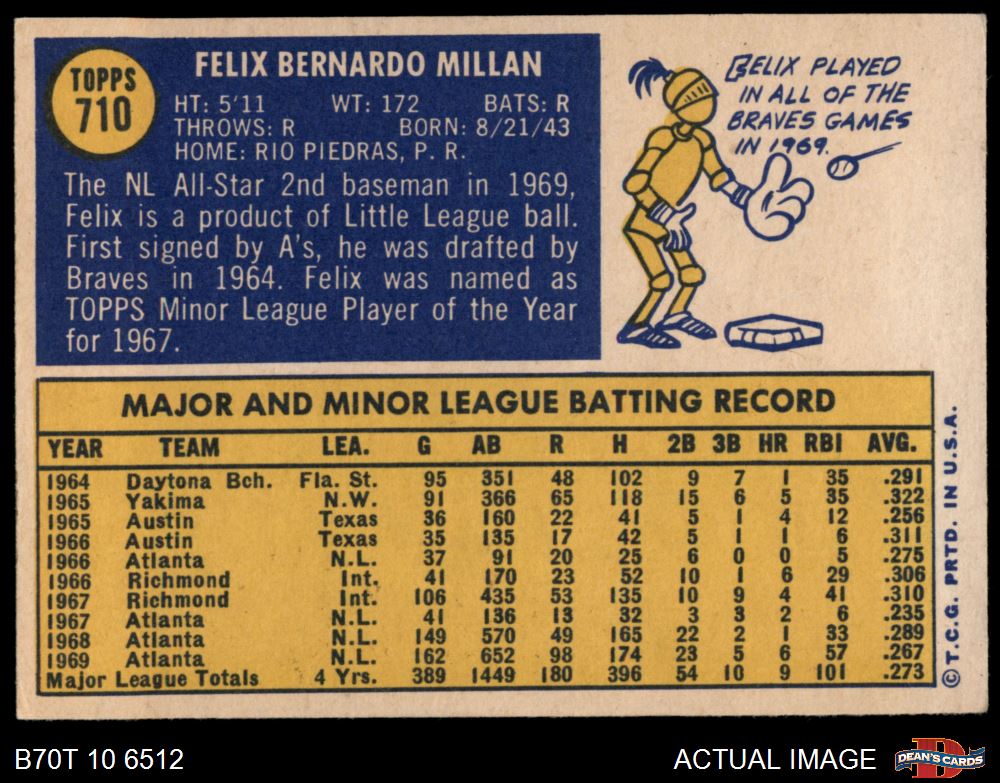 TOPPS
710
FELIX BERNARDO MILLAN
HT: 5'11 WT: 172 BATS: R
THROWS: R BORN: 8/21/43
HOME: RIO PIEDRAS, P. R.
The NL All-Star 2nd baseman in 1969,
Felix is a product of Little League ball.
First signed by A's, he was drafted by
Braves in 1964. Felix was named as
TOPPS Minor League Player of the Year
for 1967.
FELIX PLAYED
IN ALL OF THE
BRAVES GAMES
IN 1969.
MAJOR AND MINOR LEAGUE BATTING RECORD
YEAR TEAM LEA. G AB R H 2B 3B HR RBI AVG.
1964 Daytona Bch. Fla. St. 95 351 48 102 9 7 1 35 .291
1965 Yakima N.W. 91 366 65 118 15 6 5 35 .322
1965 Austin Texas 36 160 22 41 5 1 4 12 .256
1966 Austin Texas 35 135 17 42 5 1 1 6 .311
1966 Atlanta N.L. 37 91 20 25 6 0 0 5 .275
1966 Richmond Int. 41 170 23 52 10 1 6 29 .306
1967 Richmond Int. 106 435 53 135 10 9 4 41 .310
1967 Atlanta N.L. 41 136 13 32 3 3 2 6 .235
1968 Atlanta N.L. 149 570 49 165 22 2 1 33 .289
1969 Atlanta N.L. 162 652 98 174 23 5 6 57 .267
Major League Totals 4 Yrs. 389 1449 180 396 54 10 9 101 .273
© T.C.G. PRTD. IN U.S.A.
B70T 10 6512
ACTUAL IMAGE
D
DEAN'S CARDS